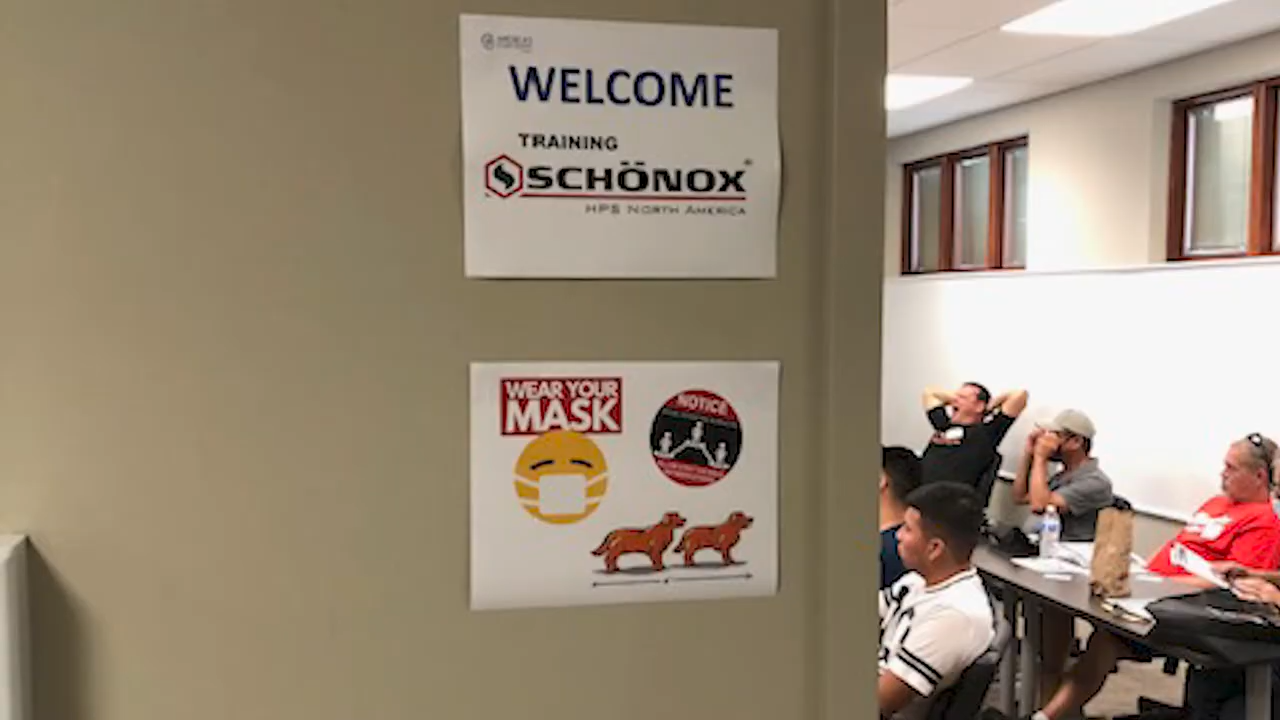 WELCOME
TRAINING
SCHÖNOX
HPS NORTH AMERICA
WEAR YOUR
MASK
NOTICE